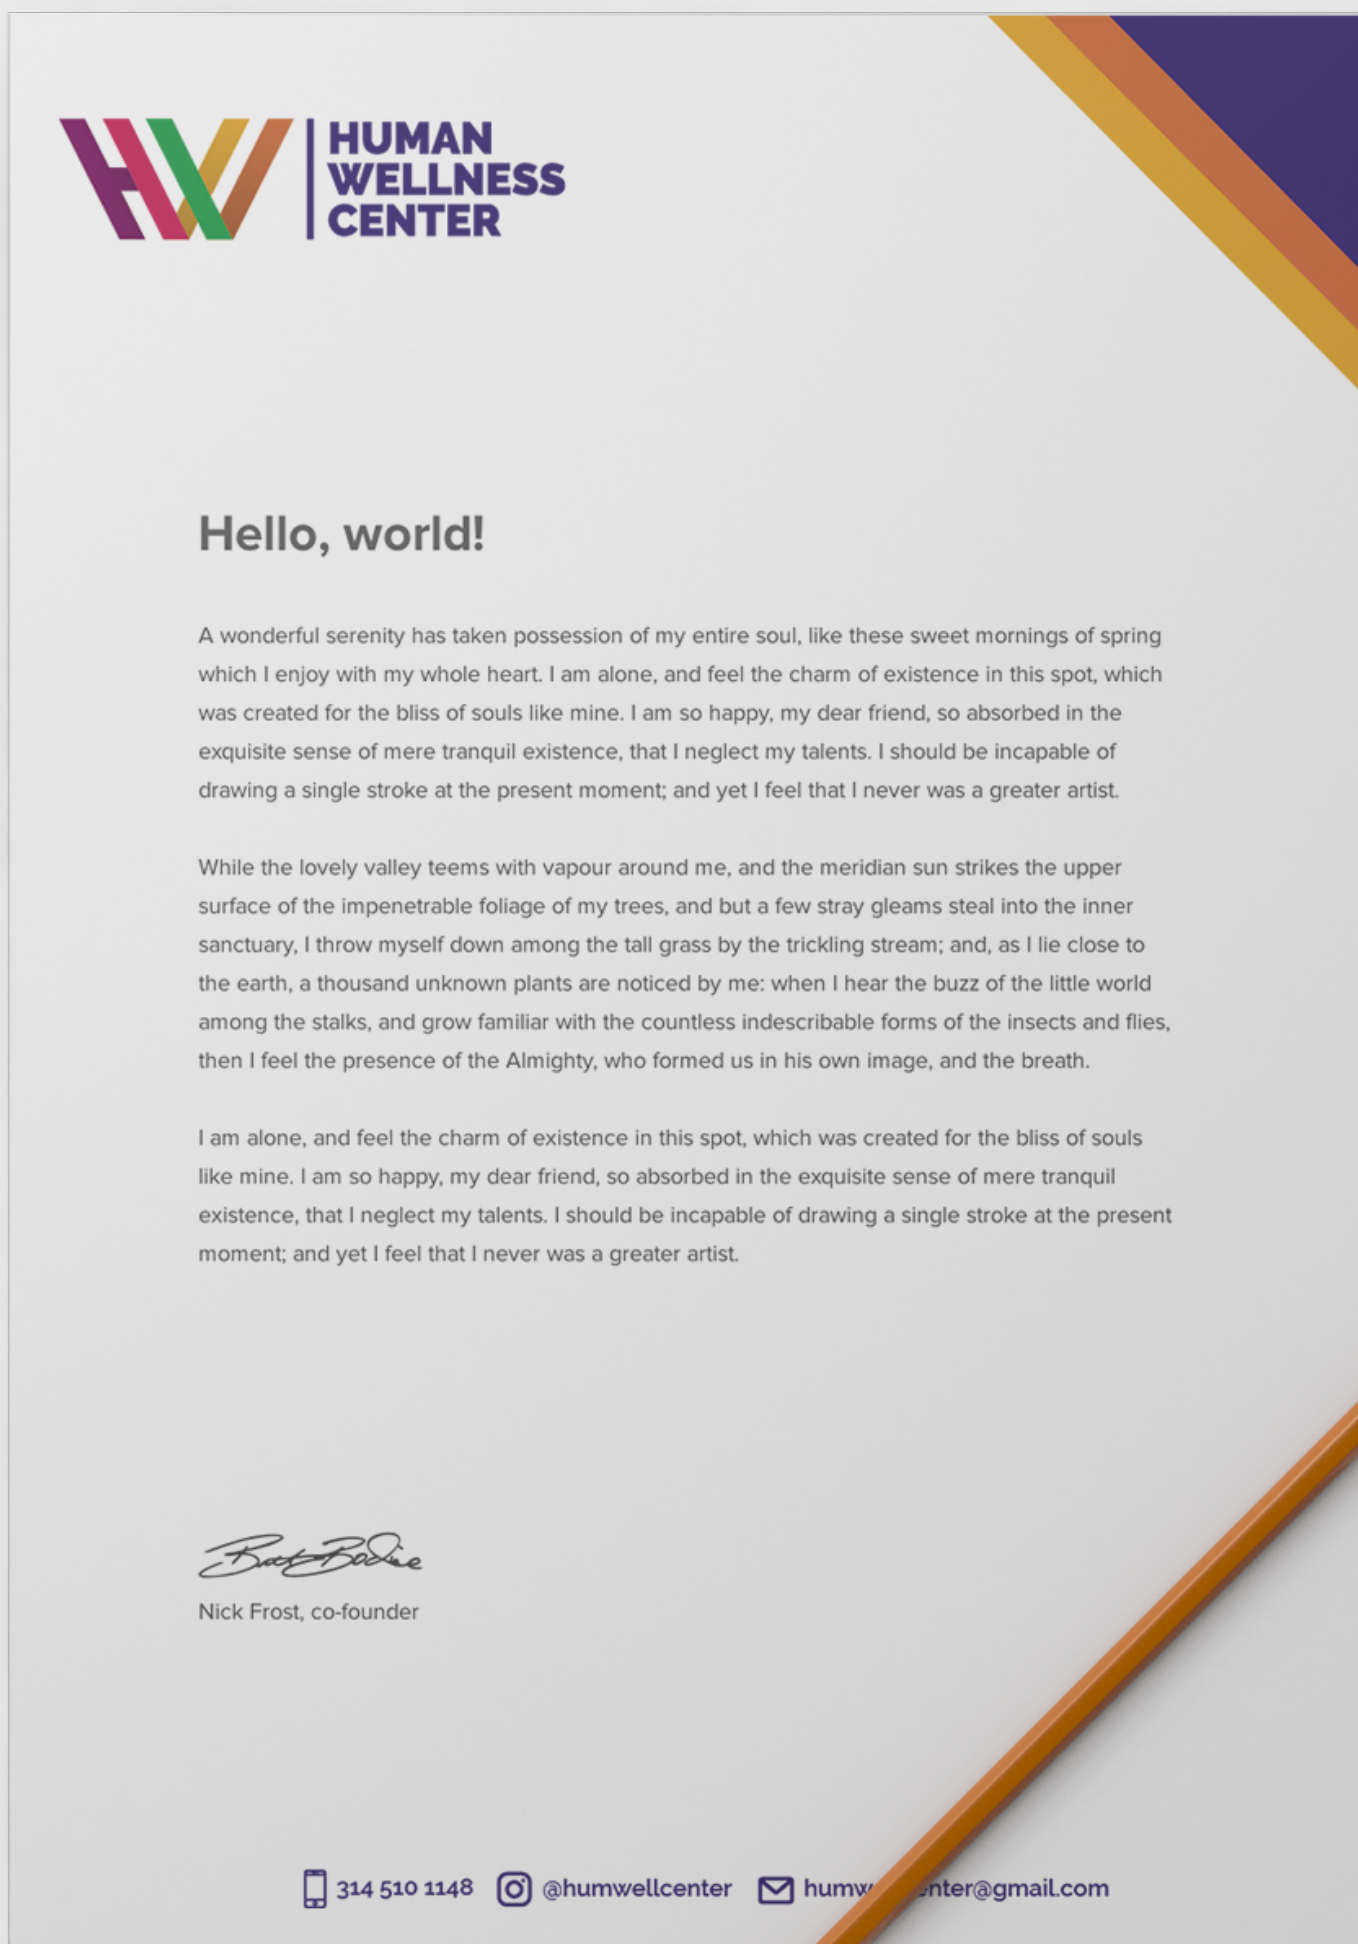 HW
HUMAN
WELLNESS
CENTER
Hello, world!
A wonderful serenity has taken possession of my entire soul, like these sweet mornings of spring
which I enjoy with my whole heart. I am alone, and feel the charm of existence in this spot, which
was created for the bliss of souls like mine. I am so happy, my dear friend, so absorbed in the
exquisite sense of mere tranquil existence, that I neglect my talents. I should be incapable of
drawing a single stroke at the present moment; and yet I feel that I never was a greater artist.
While the lovely valley teems with vapour around me, and the meridian sun strikes the upper
surface of the impenetrable foliage of my trees, and but a few stray gleams steal into the inner
sanctuary, I throw myself down among the tall grass by the trickling stream; and, as I lie close to
the earth, a thousand unknown plants are noticed by me: when I hear the buzz of the little world
among the stalks, and grow familiar with the countless indescribable forms of the insects and flies,
then I feel the presence of the Almighty, who formed us in his own image, and the breath.
I am alone, and feel the charm of existence in this spot, which was created for the bliss of souls
like mine. I am so happy, my dear friend, so absorbed in the exquisite sense of mere tranquil
existence, that I neglect my talents. I should be incapable of drawing a single stroke at the present
moment; and yet I feel that I never was a greater artist.
Nick Frost, co-founder
314 510 1148 @humwellcenter